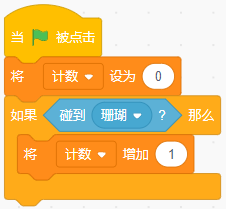 当 被点击
将 计数 设为 0
如果 碰到 珊瑚 ? 那么
将 计数 增加 1